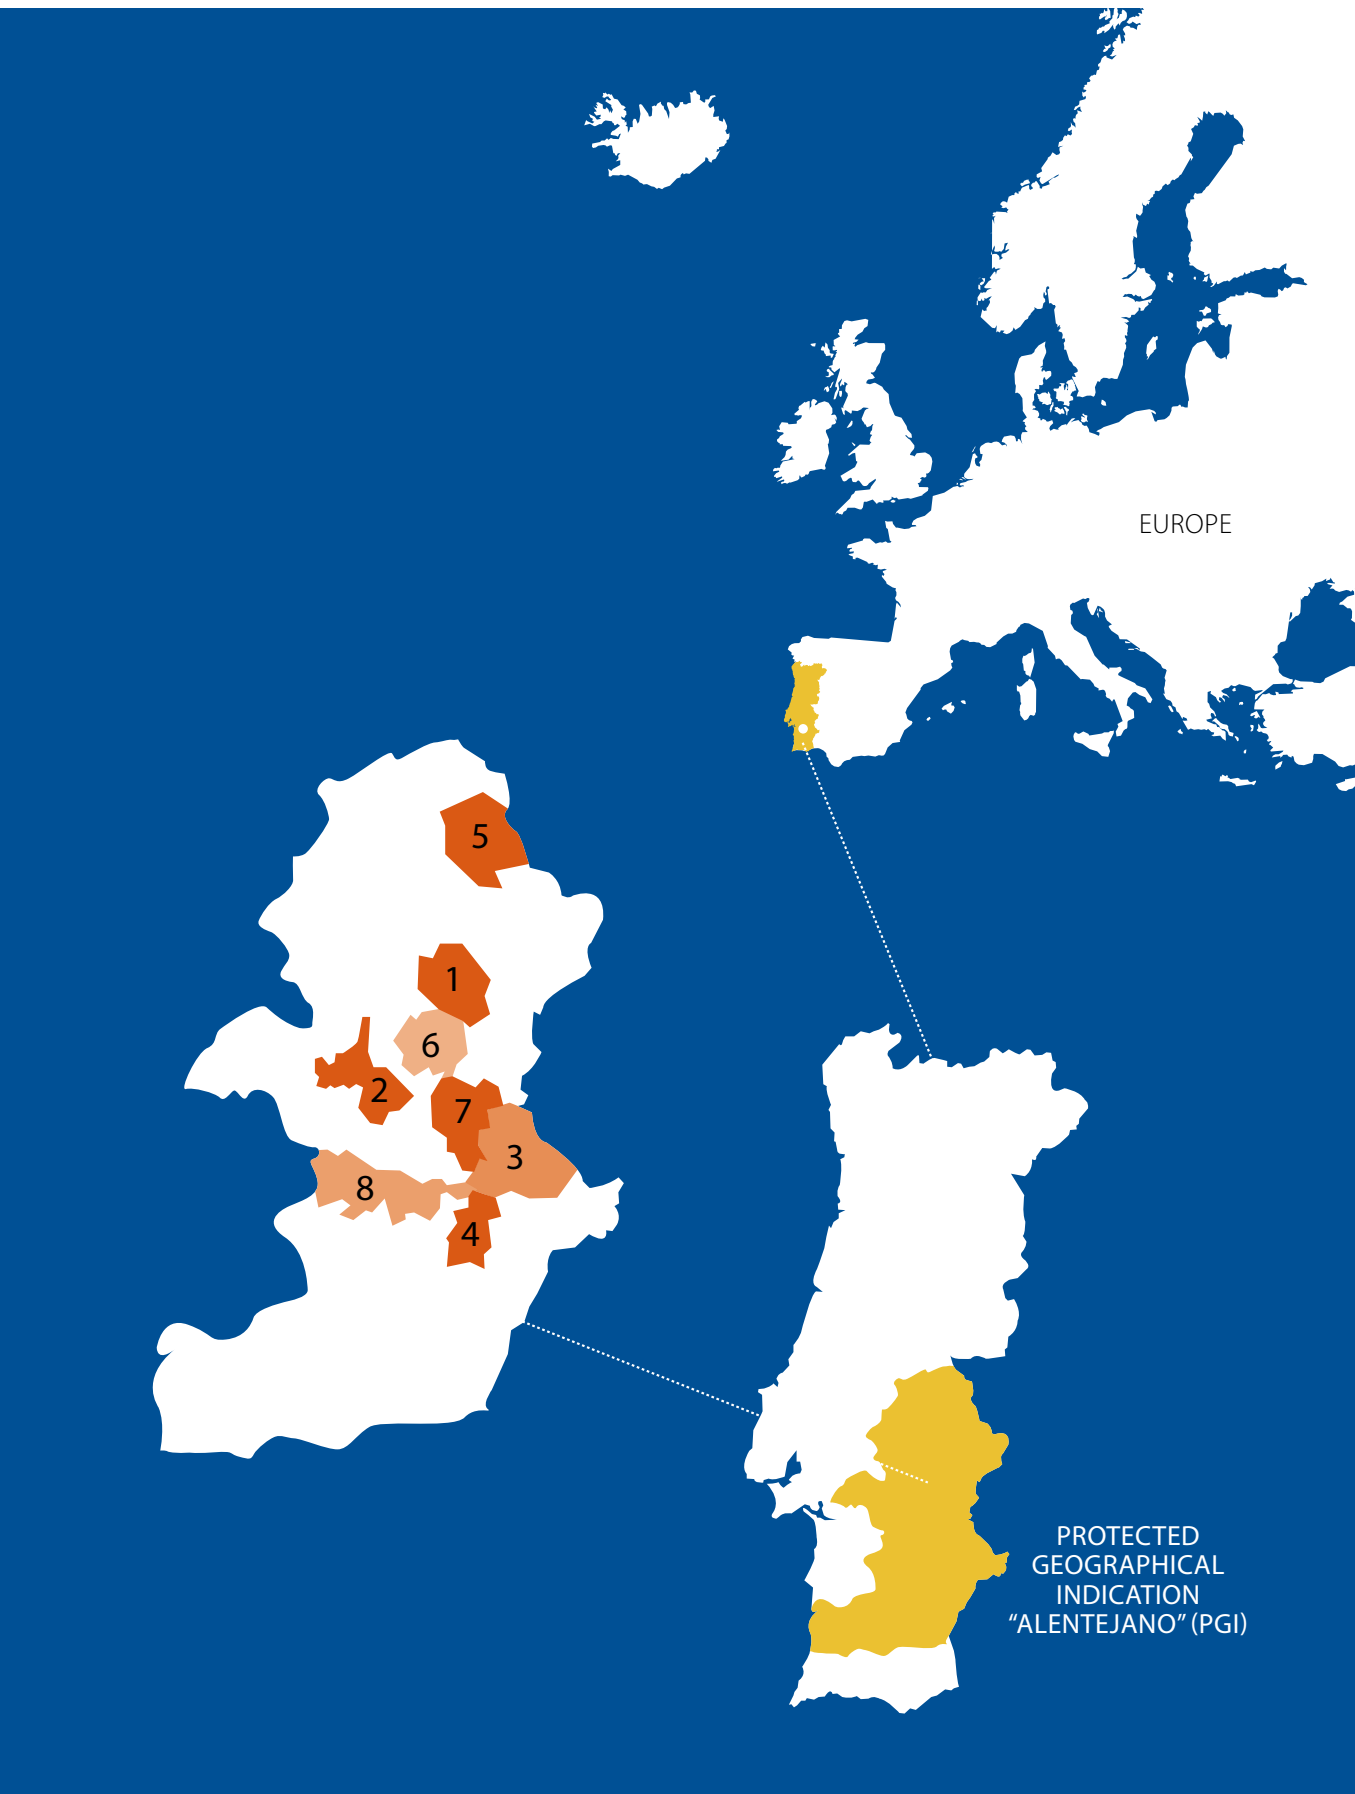 EUROPE
5
1
6
2
7
3
8
4
PROTECTED
GEOGRAPHICAL
INDICATION
“ALENTEJANO” (PGI)